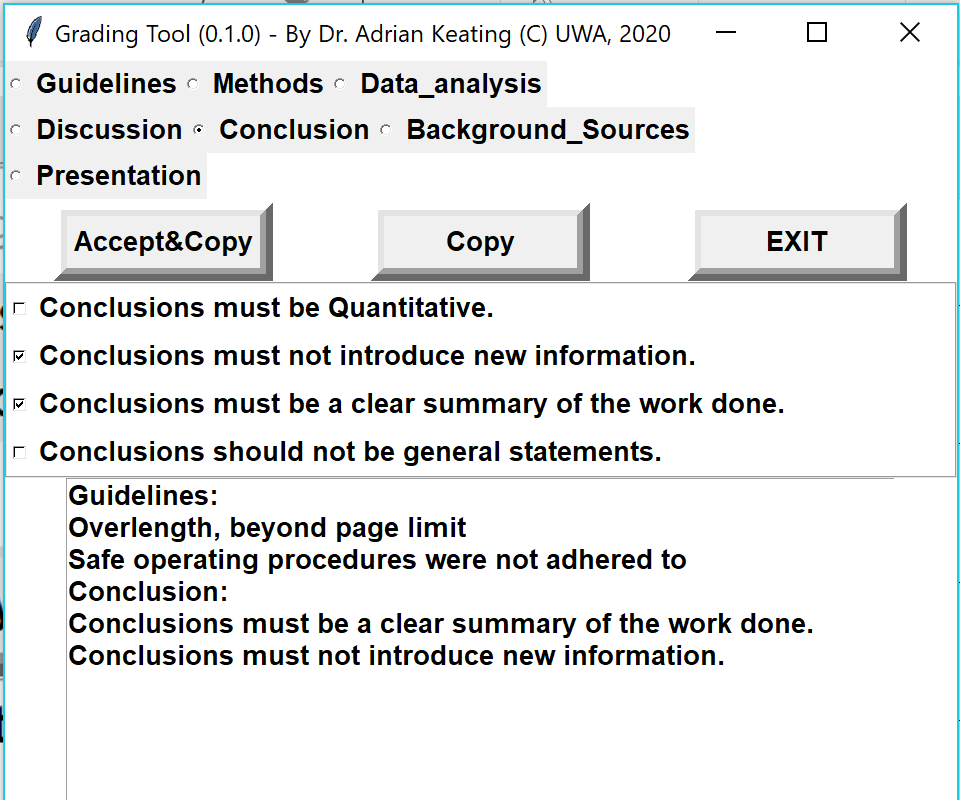 Grading Tool (0.1.0) - By Dr. Adrian Keating (C) UWA, 2020
Guidelines Methods Data_analysis
Discussion Conclusion Background_Sources
Presentation
Accept&Copy Copy EXIT
Conclusions must be Quantitative.
Conclusions must not introduce new information.
Conclusions must be a clear summary of the work done.
Conclusions should not be general statements.
Guidelines:
Overlength, beyond page limit
Safe operating procedures were not adhered to
Conclusion:
Conclusions must be a clear summary of the work done.
Conclusions must not introduce new information.